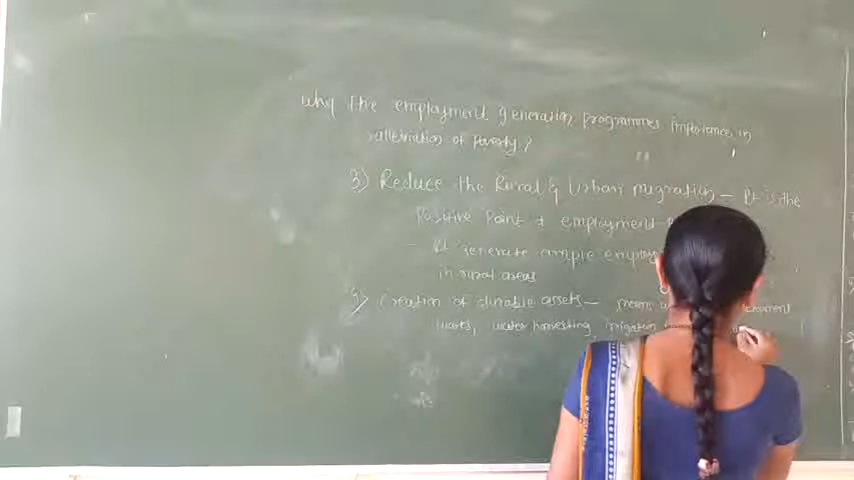 why The employment generation programmes importance in
alleviation of Poverty?
3) Reduce the Rural & Urban migration - It is the
Positive Point of employment
It generate ample employ
in rural areas
4) Creation of durable assets - means
works, water harvesting irrigation